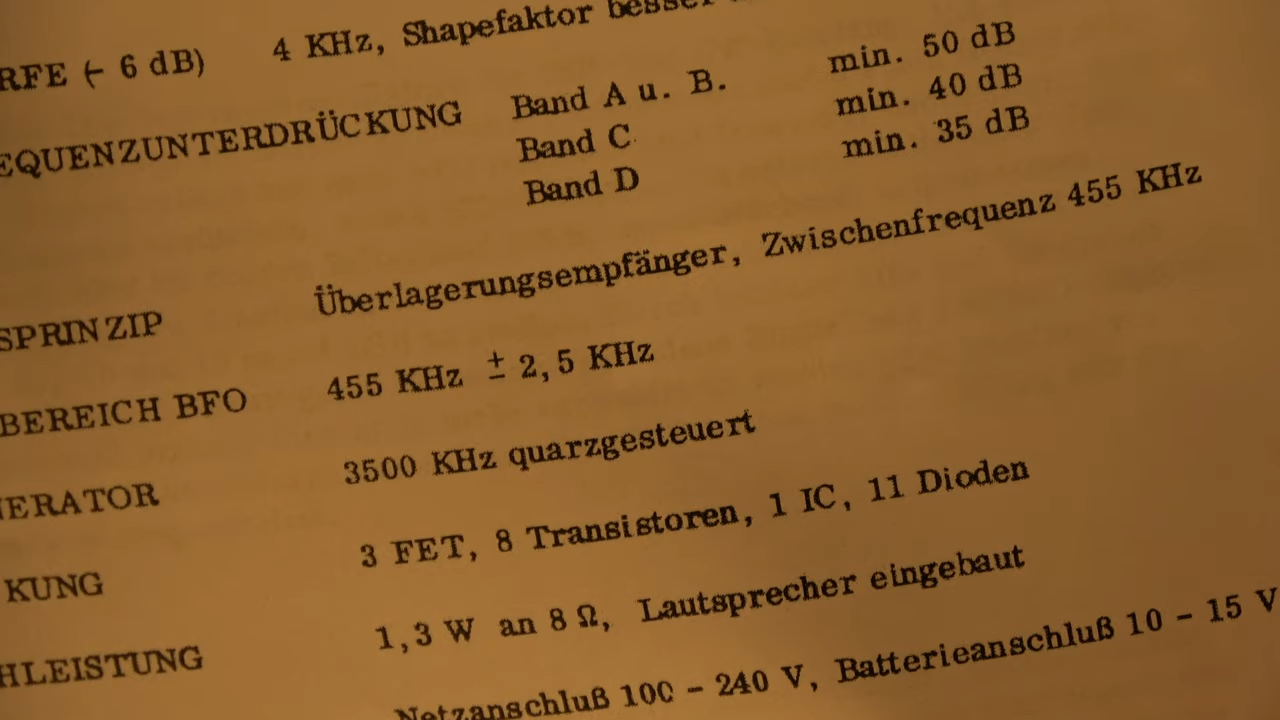 RFE (- 6 dB) 4 KHz, Shapefaktor besser
EQUENZUNTERDRÜCKUNG Band A u. B. min. 50 dB
Band C min. 40 dB
Band D min. 35 dB
SPRINZIP Überlagerungsempfänger, Zwischenfrequenz 455 KHz
BEREICH BFO 455 KHz ± 2,5 KHz
NERATOR 3500 KHz quarzgesteuert
KUNG 3 FET, 8 Transistoren, 1 IC, 11 Dioden
HLEISTUNG 1,3 W an 8 Ω, Lautsprecher eingebaut
Netzanschluß 100 - 240 V, Batterieanschluß 10 - 15 V